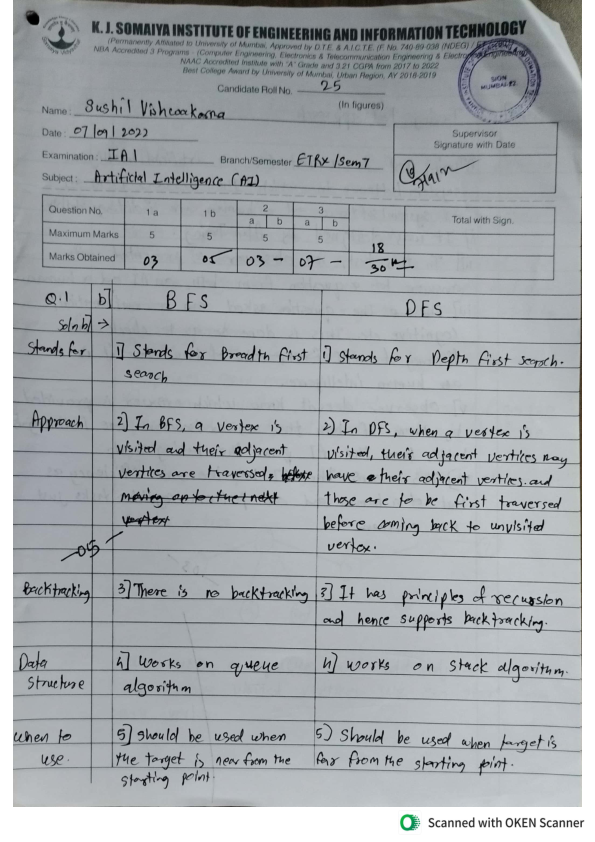 K. J. SOMAIYA INSTITUTE OF ENGINEERING AND INFORMATION TECHNOLOGY
(Permanently Affiliated to University of Mumbai, Approved by D.T.E. & A.I.C.T.E. (F. No. 740-89-036 (NDEG) /
NBA Accredited 3 Programs - (Computer Engineering, Electronics & Telecommunication Engineering &
NAAC Accredited Institute with 'A' Grade and 3.21 CGPA from 2017 to 2022
Best College Award by University of Mumbai, Urban Region, AY 2018-2019
SION
MUMBAI-22
Candidate Roll No. 25
(In figures)
Name: Sushil Vishcoakarma
Date: 07/09/2022
Supervisor
Signature with Date
Examination: IA1 Branch/Semester ETRX/Sem7
Subject: Artificial Intelligence (AI)
Question No. 1 a 1 b 2 a b 3 a b Total with Sign.
Maximum Marks 5 5 5 5
Marks Obtained 03 05 03 - 07 - 18/30
Q.1 b] BFS DFS
Soln b] →
Stands for 1] Stands for Breadth First 1] Stands for Depth First search.
search
Approach 2) In BFS, a vertex is 2) In DFS, when a vertex is
visited and their adjacent visited, their adjacent vertices may
vertices are traversed. before have their adjacent vertices and
moving on to the next those are to be first traversed
vertext before coming back to unvisited
05 vertex.
Backtracking 3] There is no backtracking 3] It has principles of recursion
and hence supports backtracking.
Data 4] Works on queue 4] works on stack algorithm.
Structure algorithm
When to 5] should be used when 5) Should be used when target is
use. the target is near from the far from the starting point.
starting point.
Scanned with OKEN Scanner